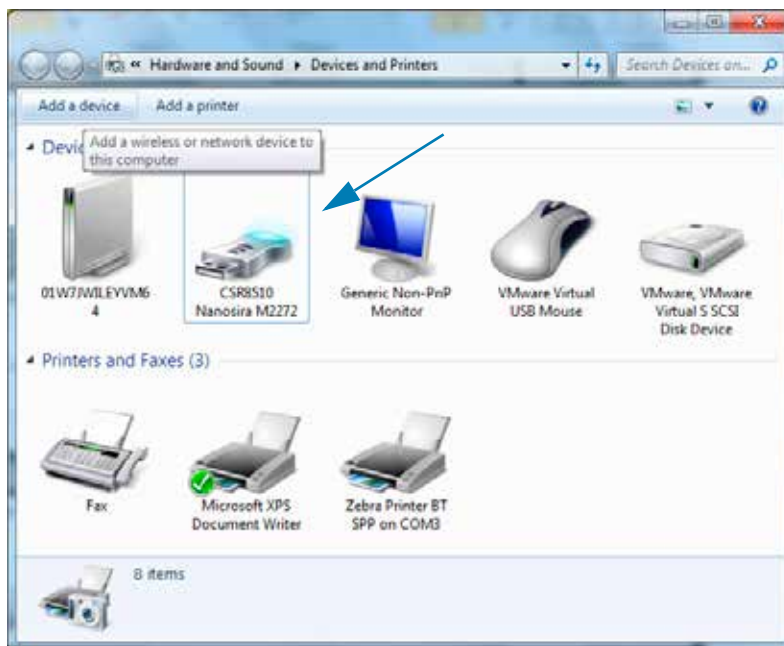 « Hardware and Sound ▸ Devices and Printers
Search Devices an...
Add a device Add a printer
Devic
Add a wireless or network device to
this computer
01W7JWILEYVM6
4
CSR8510
Nanosira M2272
Generic Non-PnP
Monitor
VMware Virtual
USB Mouse
VMware, VMware
Virtual S SCSI
Disk Device
Printers and Faxes (3)
Fax
Microsoft XPS
Document Writer
Zebra Printer BT
SPP on COM3
8 items